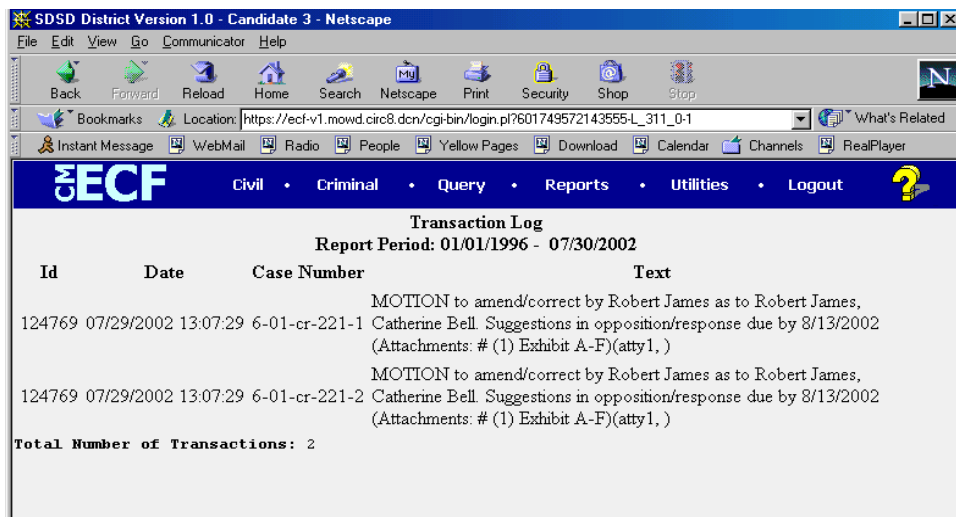 SDSD District Version 1.0 - Candidate 3 - Netscape
File Edit View Go Communicator Help
My
Back Forward Reload Home Search Netscape Print Security Shop Stop
N
Bookmarks Location: https://ecf-v1.mowd.circ8.dcn/cgi-bin/login.pl?601749572143555-L_311_0-1 What's Related
Instant Message WebMail Radio People Yellow Pages Download Calendar Channels RealPlayer
CM ECF Civil • Criminal • Query • Reports • Utilities • Logout ?
Transaction Log
Report Period: 01/01/1996 - 07/30/2002
Id Date Case Number Text
MOTION to amend/correct by Robert James as to Robert James,
124769 07/29/2002 13:07:29 6-01-cr-221-1 Catherine Bell. Suggestions in opposition/response due by 8/13/2002
(Attachments: # (1) Exhibit A-F)(atty1, )
MOTION to amend/correct by Robert James as to Robert James,
124769 07/29/2002 13:07:29 6-01-cr-221-2 Catherine Bell. Suggestions in opposition/response due by 8/13/2002
(Attachments: # (1) Exhibit A-F)(atty1, )
Total Number of Transactions: 2